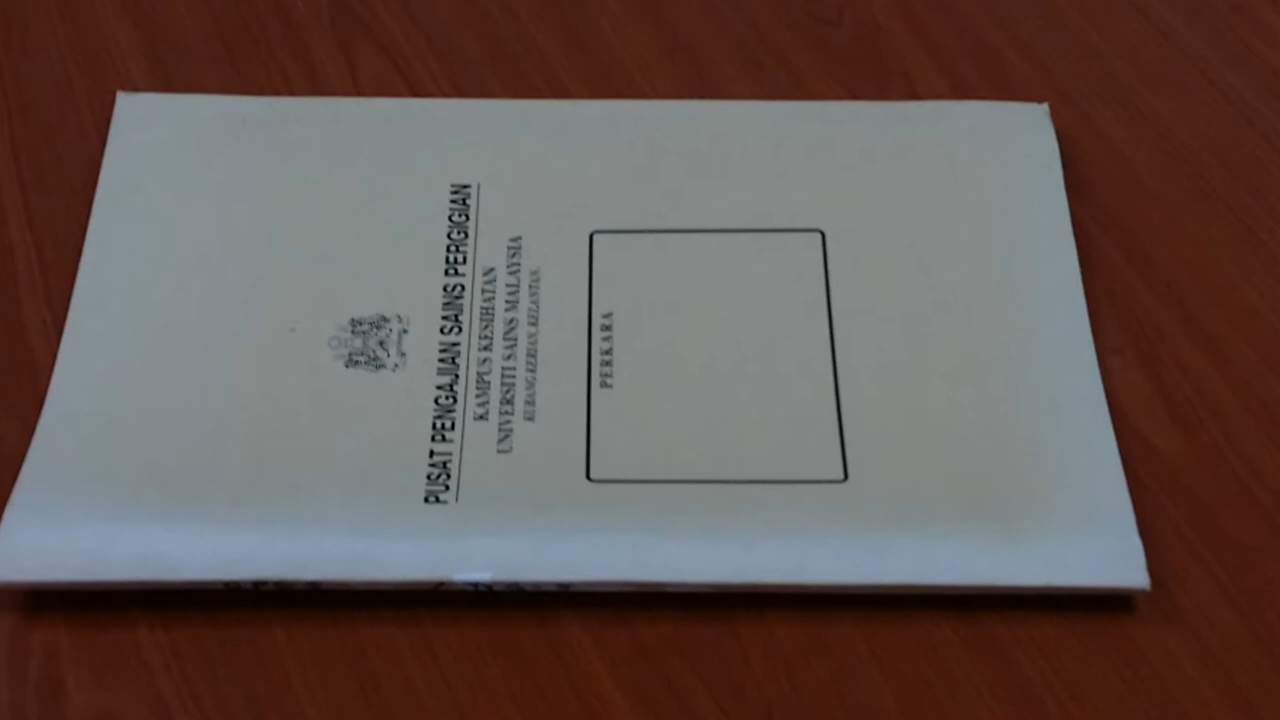 PUSAT PENGAJIAN SAINS PERGIGIAN
KAMPUS KESIHATAN
UNIVERSITI SAINS MALAYSIA
KUBANG KERIAN, KELANTAN.
PERKARA